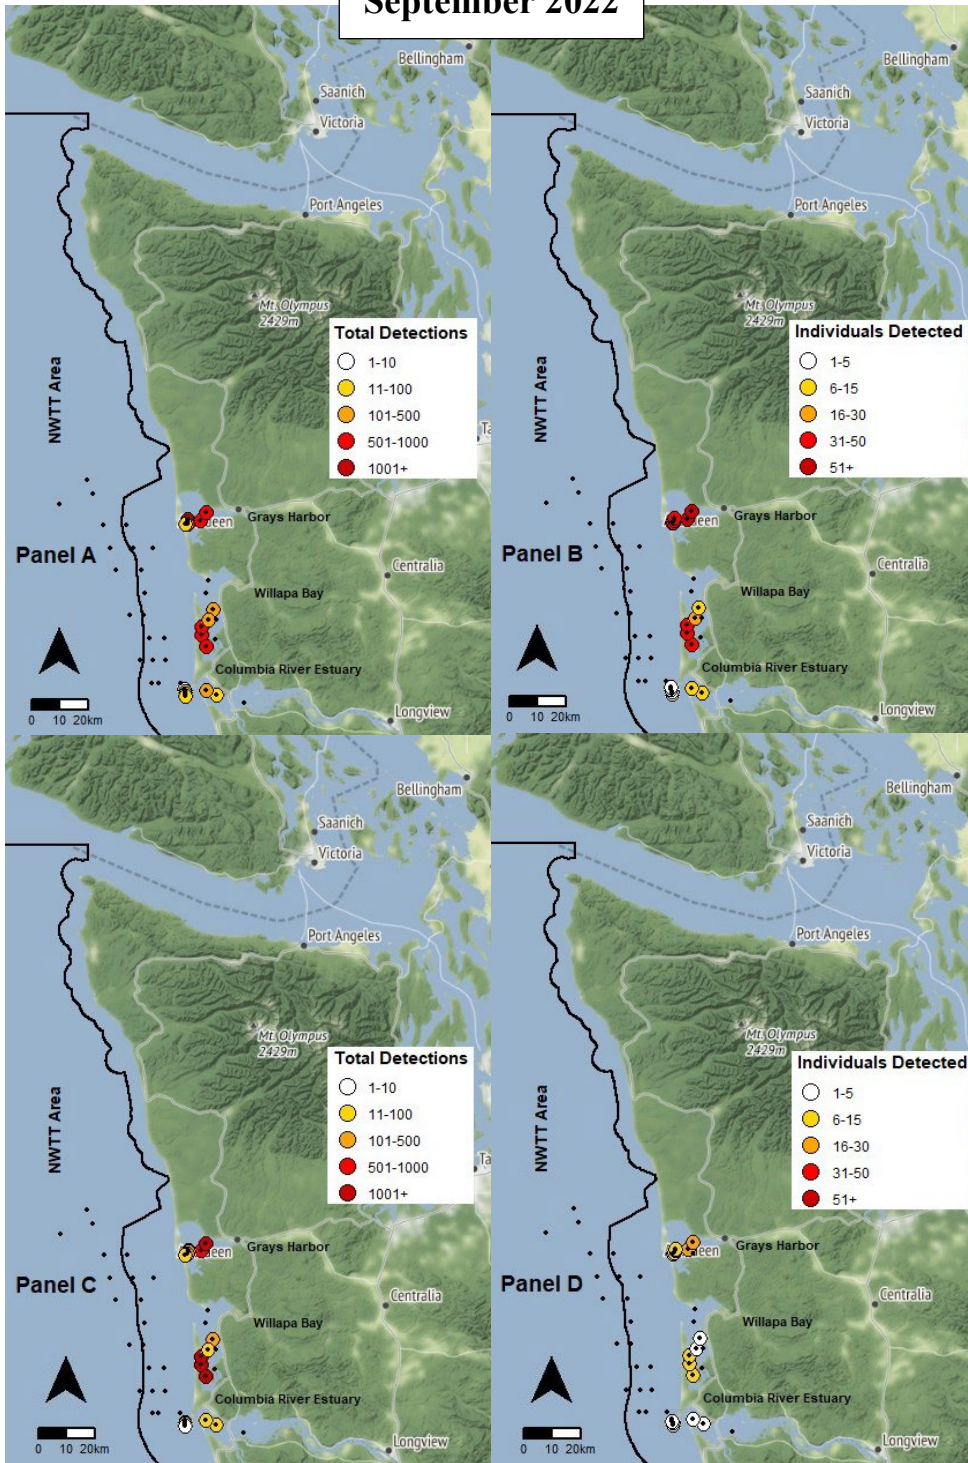 September 2022
Bellingham
Saanich
Victoria
Port Angeles
Mt. Olympus
2429m
NWTT Area
Total Detections
1-10
11-100
101-500
501-1000
1001+
Ta
Grays Harbor
deen
Panel A
Centralia
Willapa Bay
Columbia River Estuary
Longview
0 10 20km
Bellingham
Saanich
Victoria
Port Angeles
Mt. Olympus
2429m
NWTT Area
Individuals Detected
1-5
6-15
16-30
31-50
51+
Grays Harbor
een
Panel B
Centralia
Willapa Bay
Columbia River Estuary
Longview
0 10 20km
Bellingham
Saanich
Victoria
Port Angeles
Mt. Olympus
2429m
NWTT Area
Total Detections
1-10
11-100
101-500
501-1000
1001+
Ta
Grays Harbor
deen
Panel C
Centralia
Willapa Bay
Columbia River Estuary
Longview
0 10 20km
Bellingham
Saanich
Victoria
Port Angeles
Mt. Olympus
2429m
NWTT Area
Individuals Detected
1-5
6-15
16-30
31-50
51+
Grays Harbor
een
Panel D
Centralia
Willapa Bay
Columbia River Estuary
Longview
0 10 20km